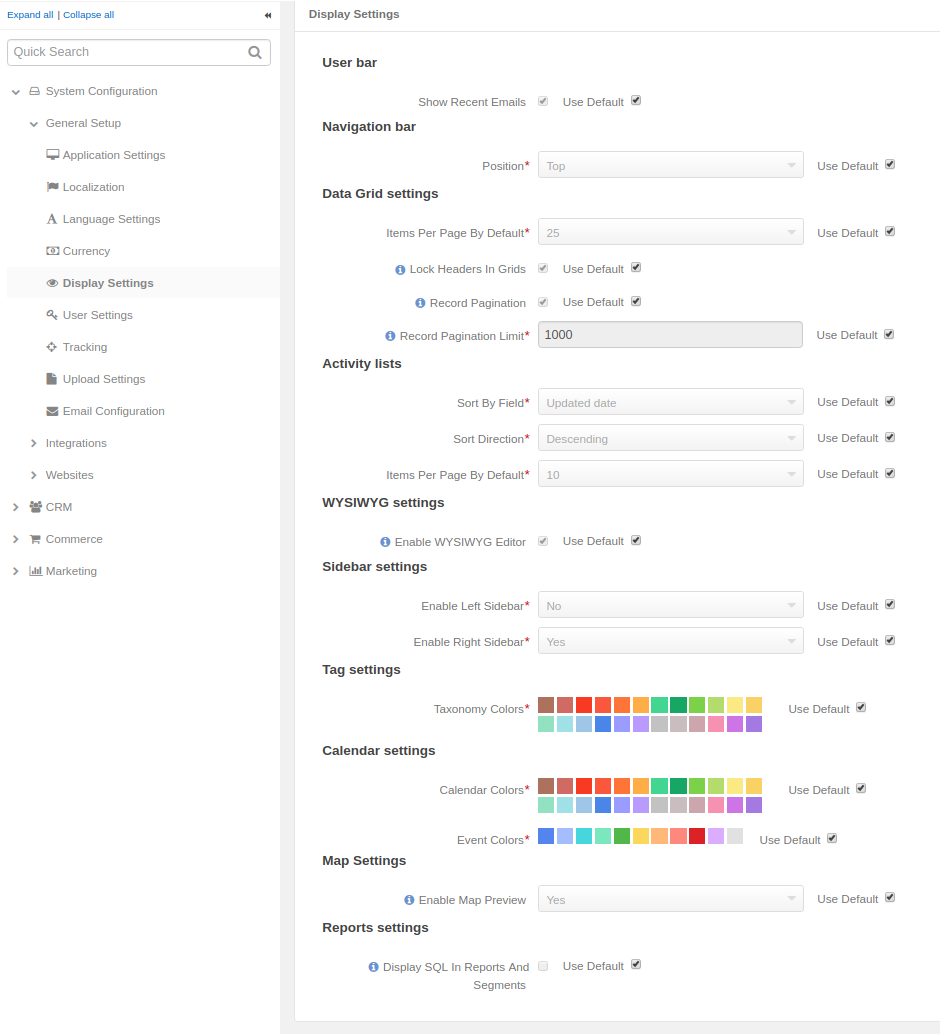 Expand all | Collapse all
Quick Search
System Configuration
General Setup
Application Settings
Localization
Language Settings
Currency
Display Settings
User Settings
Tracking
Upload Settings
Email Configuration
Integrations
Websites
CRM
Commerce
Marketing
Display Settings
User bar
Show Recent Emails Use Default
Navigation bar
Position* Top Use Default
Data Grid settings
Items Per Page By Default* 25 Use Default
Lock Headers In Grids Use Default
Record Pagination Use Default
Record Pagination Limit* 1000 Use Default
Activity lists
Sort By Field* Updated date Use Default
Sort Direction* Descending Use Default
Items Per Page By Default* 10 Use Default
WYSIWYG settings
Enable WYSIWYG Editor Use Default
Sidebar settings
Enable Left Sidebar* No Use Default
Enable Right Sidebar* Yes Use Default
Tag settings
Taxonomy Colors* Use Default
Calendar settings
Calendar Colors* Use Default
Event Colors* Use Default
Map Settings
Enable Map Preview Yes Use Default
Reports settings
Display SQL In Reports And Use Default
Segments